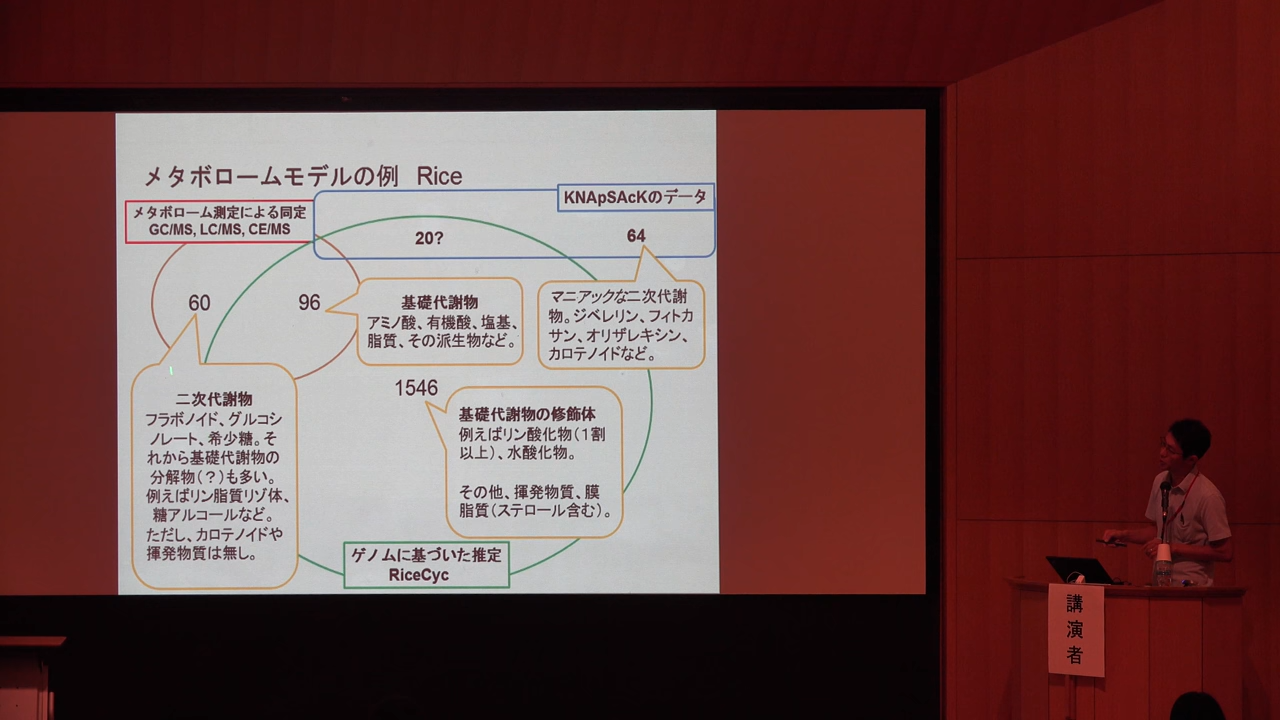 メタボロームモデルの例 Rice
メタボローム測定による同定
GC/MS, LC/MS, CE/MS
KNApSAcKのデータ
20?
64
60
96
基礎代謝物
アミノ酸、有機酸、塩基、
脂質、その派生物など。
マニアックな二次代謝
物。ジベレリン、フィトカ
サン、オリザレキシン、
カロテノイドなど。
1546
二次代謝物
フラボノイド、グルコシ
ノレート、希少糖。そ
れから基礎代謝物の
分解物(？)も多い。
例えばリン脂質リゾ体、
糖アルコールなど。
ただし、カロテノイドや
揮発物質は無し。
基礎代謝物の修飾体
例えばリン酸化物(１割
以上)、水酸化物。
その他、揮発物質、膜
脂質(ステロール含む)。
ゲノムに基づいた推定
RiceCyc
講演者